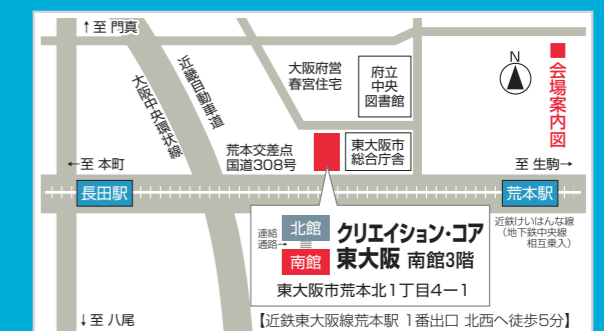 ↑至 門真
近畿自動車道
大阪中央環状線
大阪府営
春宮住宅
府立
中央
図書館
N
■会場案内図
荒本交差点
国道308号
東大阪市
総合庁舎
←至 本町
至 生駒→
長田駅
荒本駅
近鉄けいはんな線
(地下鉄中央線
相互乗入)
連絡
通路→
北館
南館
クリエイション・コア
東大阪 南館3階
東大阪市荒本北1丁目4ー1
↓至 八尾
【近鉄東大阪線荒本駅 1番出口 北西へ徒歩5分】